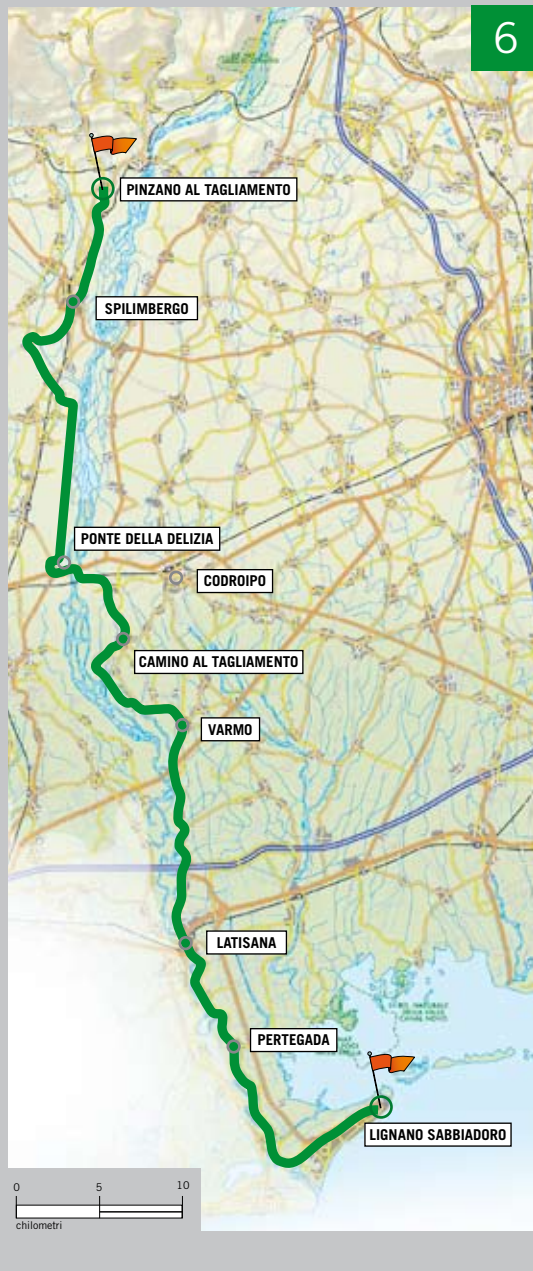 6
PINZANO AL TAGLIAMENTO
SPILIMBERGO
PONTE DELLA DELIZIA
CODROIPO
CAMINO AL TAGLIAMENTO
VARMO
LATISANA
PERTEGADA
LIGNANO SABBIADORO
0 5 10
chilometri